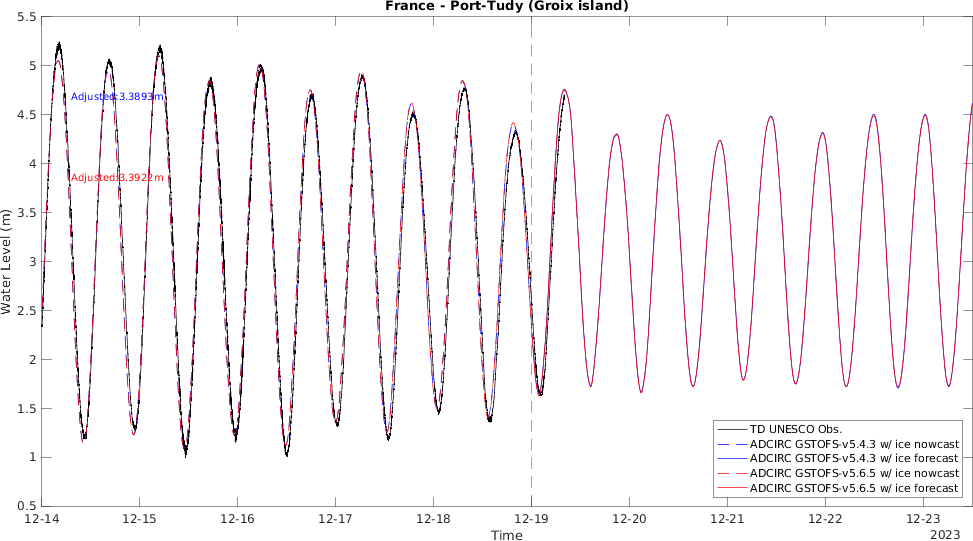 France - Port-Tudy (Groix island)
Water Level (m)
5.5
5
4.5
4
3.5
3
2.5
2
1.5
1
0.5
Adjusted:3.3893m
Adjusted:3.3922m
TD UNESCO Obs.
ADCIRC GSTOFS-v5.4.3 w/ ice nowcast
ADCIRC GSTOFS-v5.4.3 w/ ice forecast
ADCIRC GSTOFS-v5.6.5 w/ ice nowcast
ADCIRC GSTOFS-v5.6.5 w/ ice forecast
12-14 12-15 12-16 12-17 12-18 12-19 12-20 12-21 12-22 12-23
Time
2023